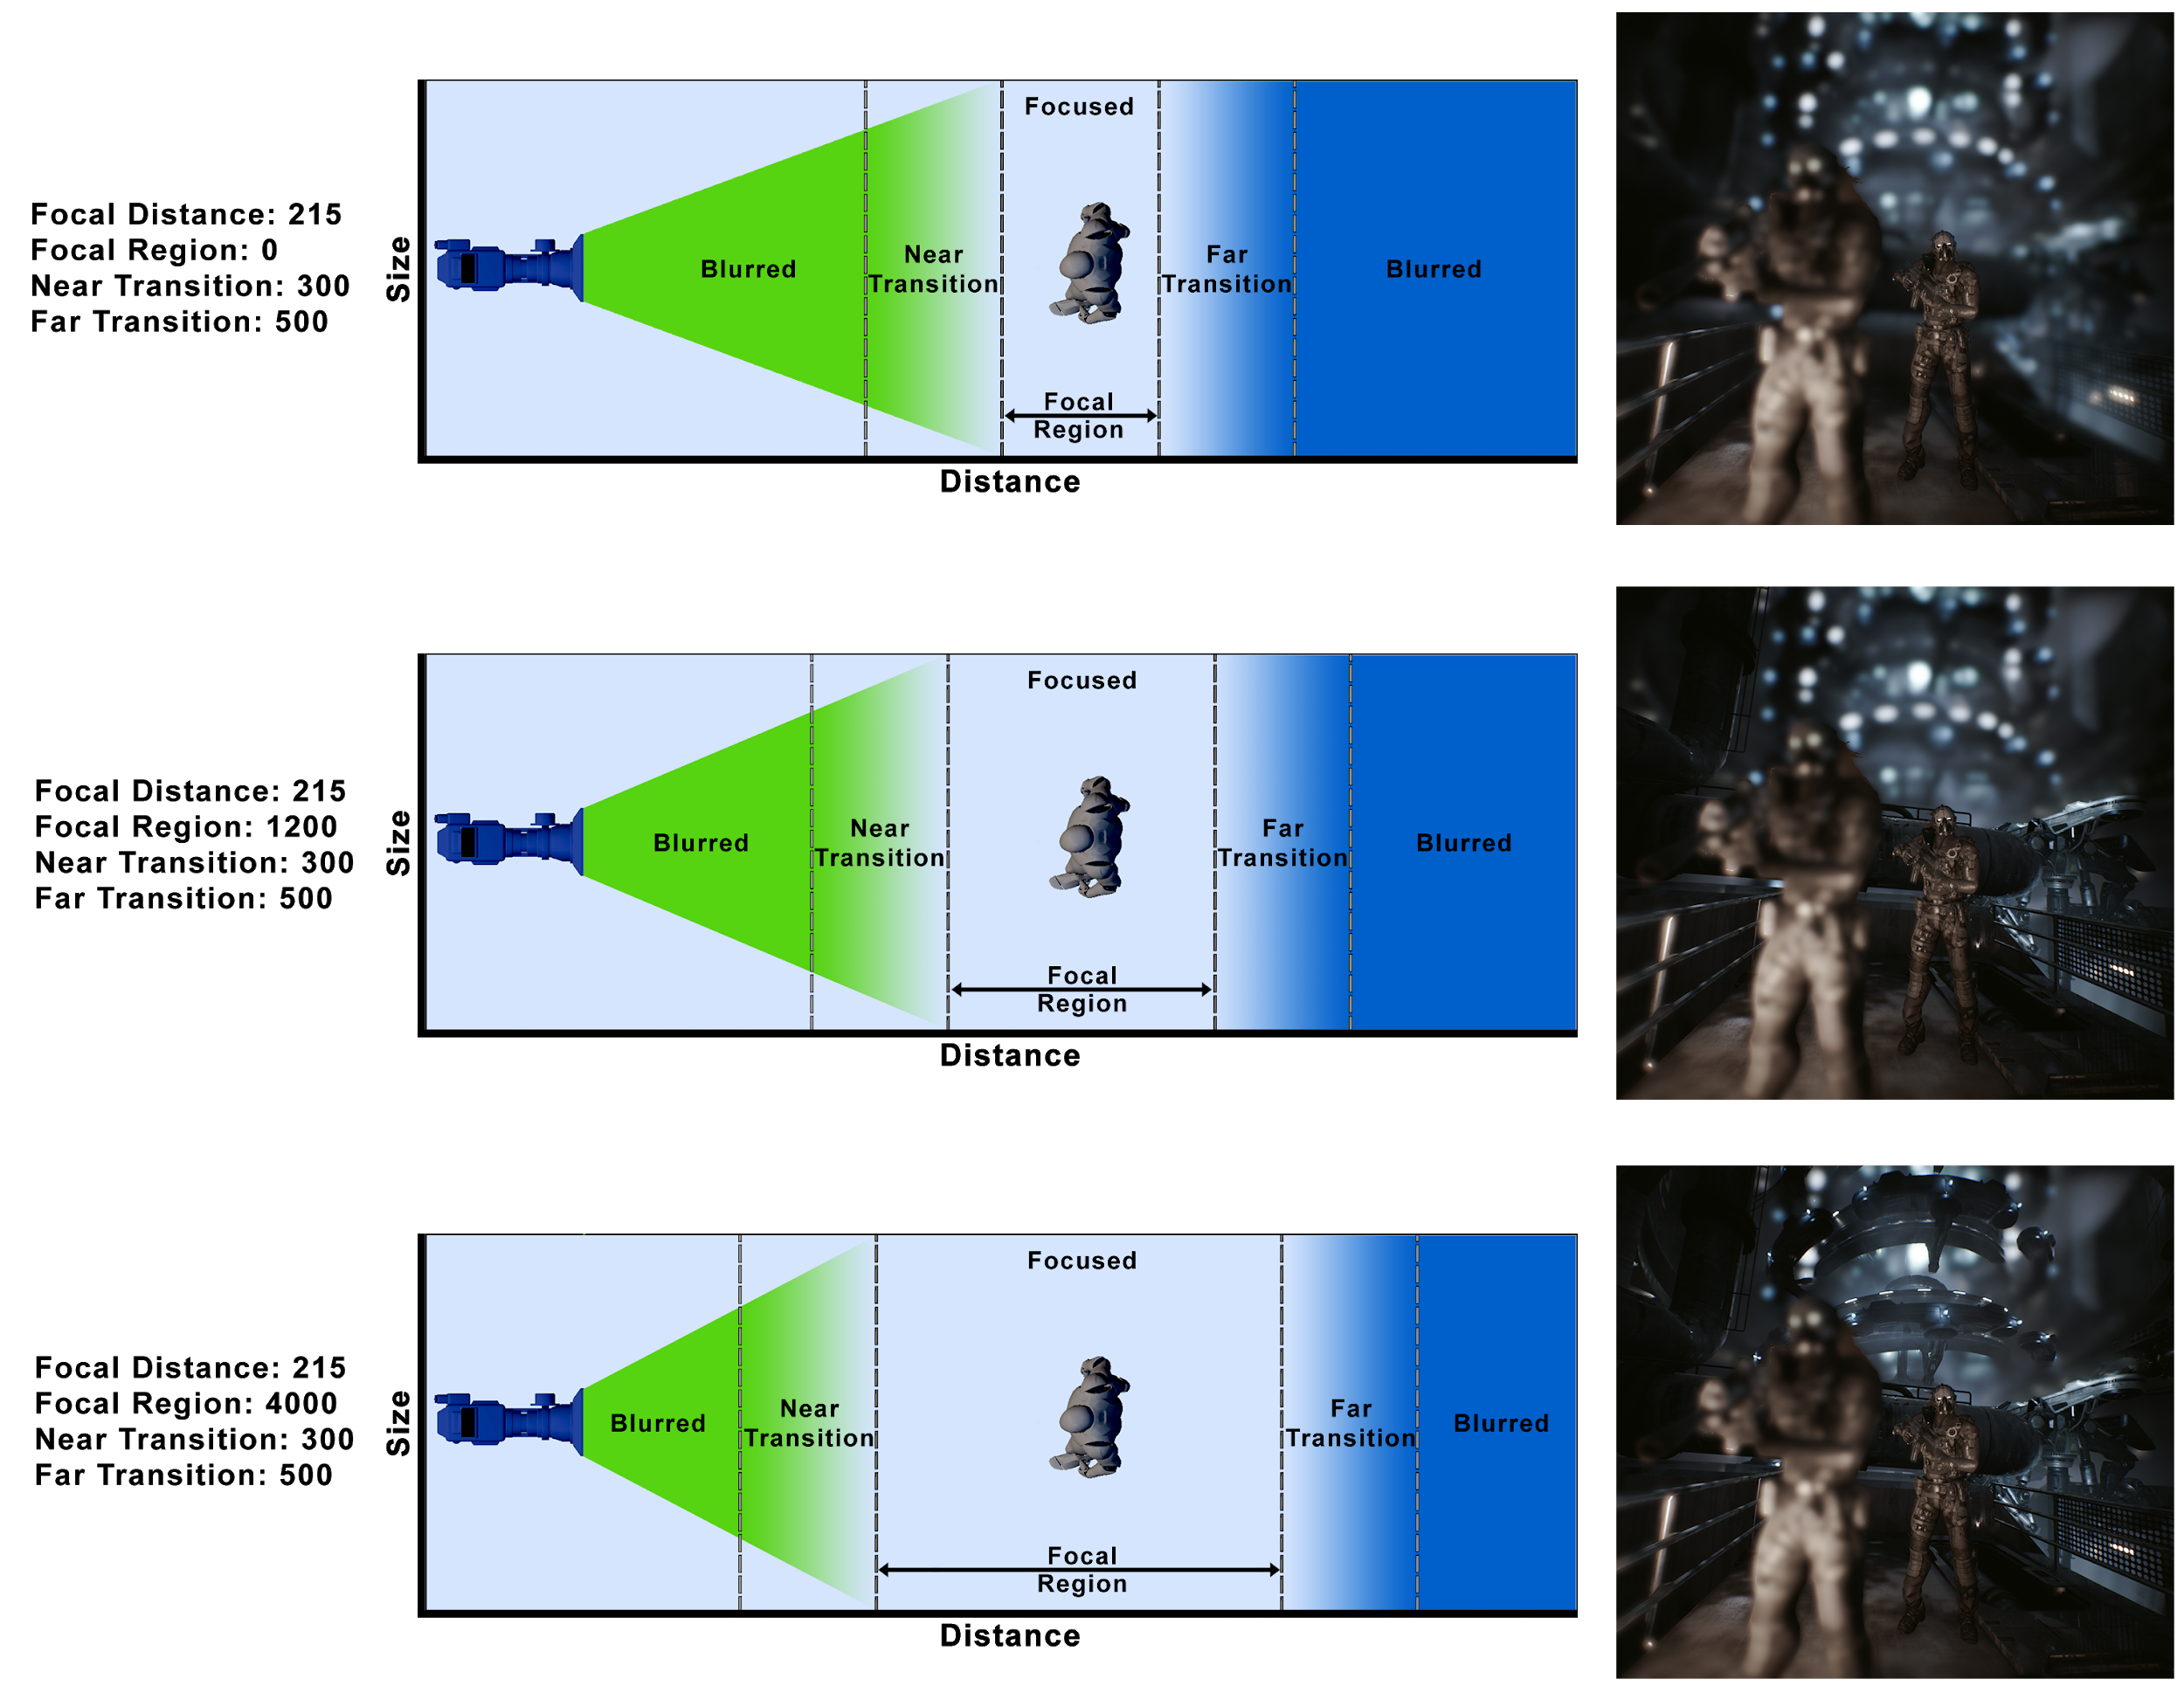 Focal Distance: 215
Focal Region: 0
Near Transition: 300
Far Transition: 500
Size
Blurred
Near
Transition
Focused
Focal
Region
Far
Transition
Blurred
Distance
Focal Distance: 215
Focal Region: 1200
Near Transition: 300
Far Transition: 500
Size
Blurred
Near
Transition
Focused
Focal
Region
Far
Transition
Blurred
Distance
Focal Distance: 215
Focal Region: 4000
Near Transition: 300
Far Transition: 500
Size
Blurred
Near
Transition
Focused
Focal
Region
Far
Transition
Blurred
Distance